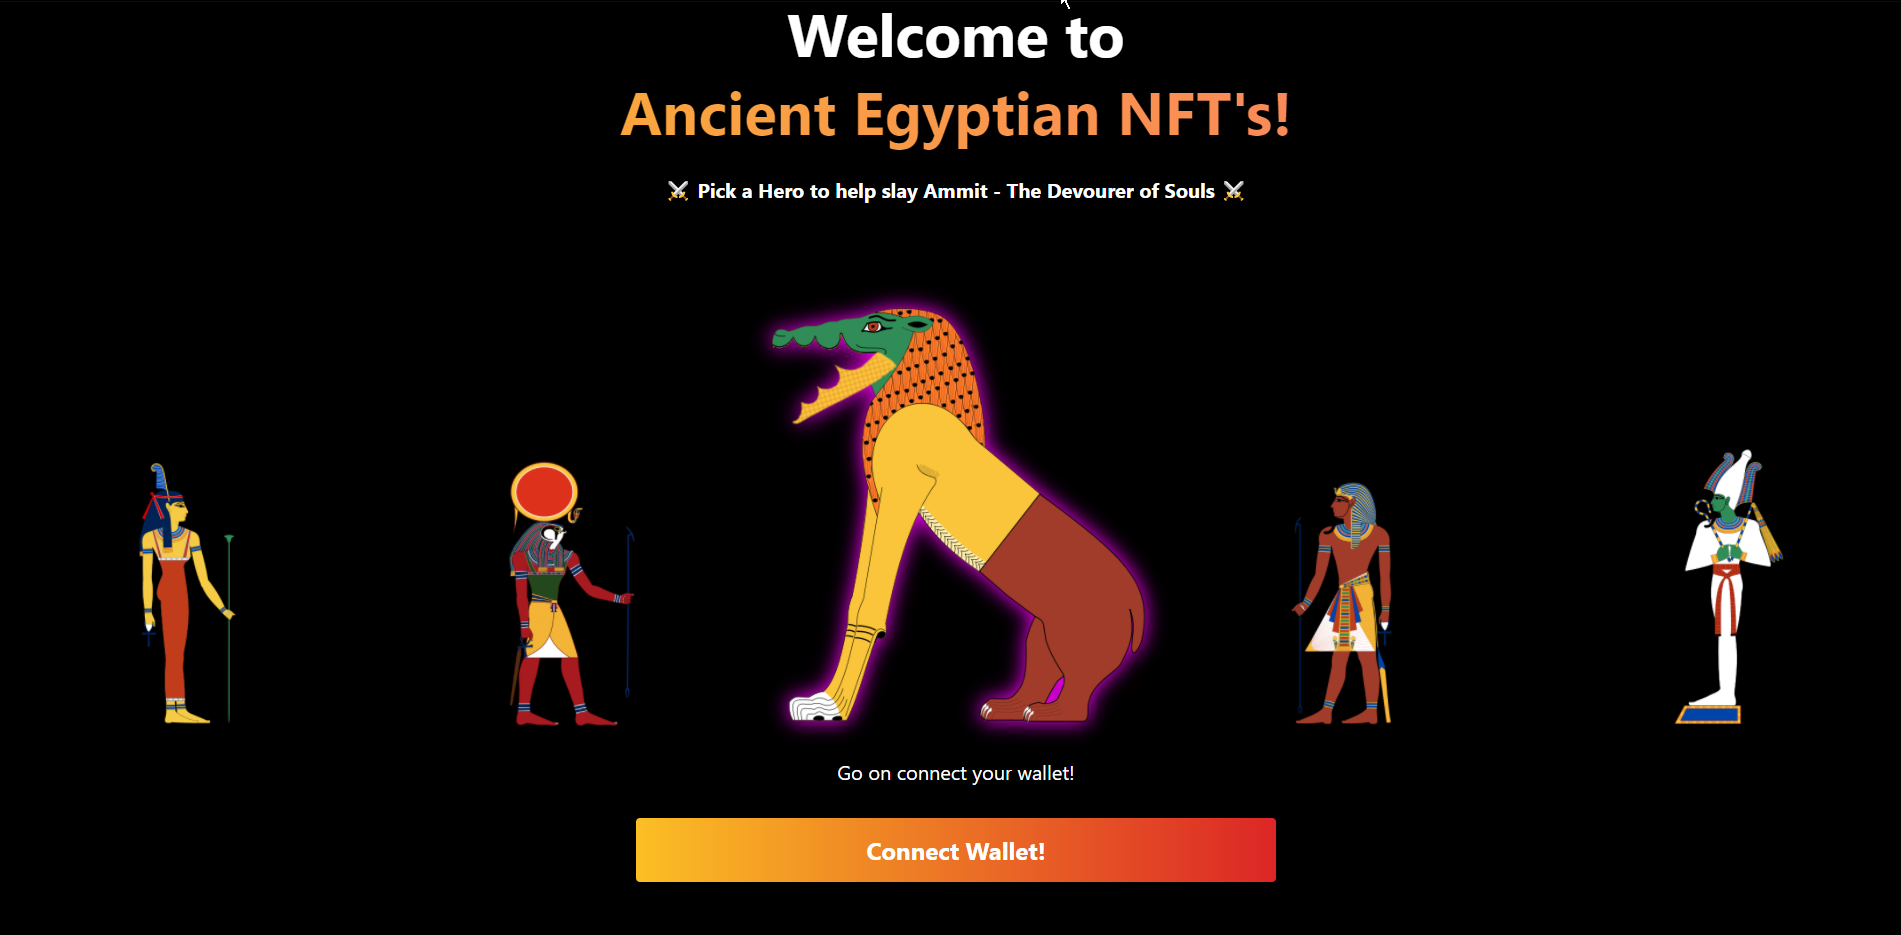 Welcome to
Ancient Egyptian NFT's!
⚔️ Pick a Hero to help slay Ammit - The Devourer of Souls ⚔️
Go on connect your wallet!
Connect Wallet!